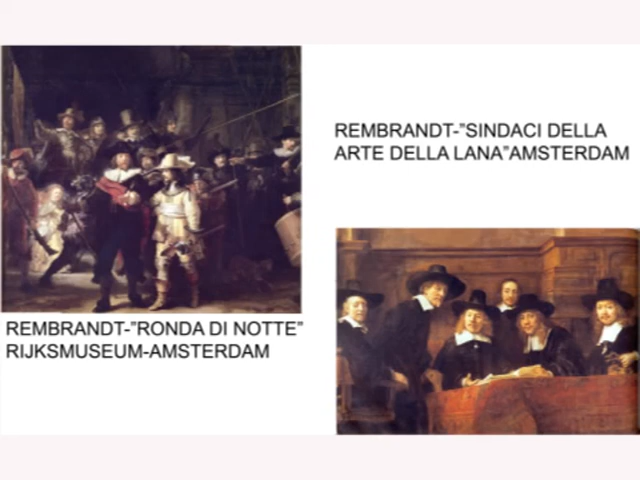 REMBRANDT-”SINDACI DELLA
ARTE DELLA LANA”AMSTERDAM
REMBRANDT-”RONDA DI NOTTE”
RIJKSMUSEUM-AMSTERDAM